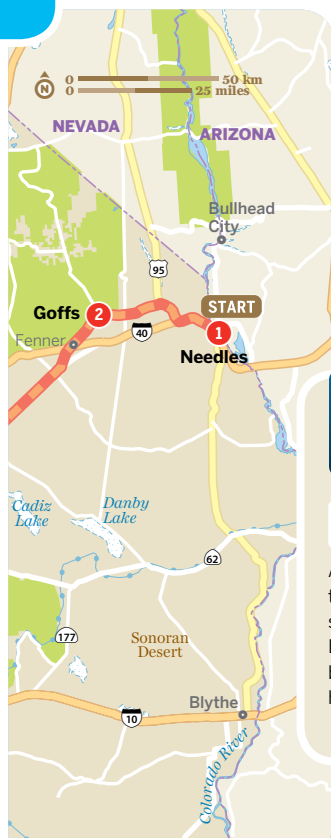 0 50 km
N
0 25 miles
NEVADA
ARIZONA
Bullhead
City
95
START
Goffs 2
1
Fenner
40
Needles
Cadiz
Lake
Danby
Lake
62
177
Sonoran
Desert
Blythe
10
Colorado River